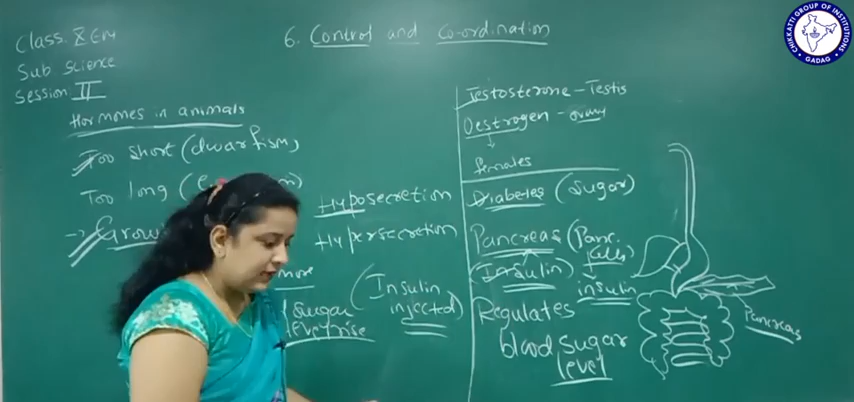 Class. X EM
Sub science
Session II
6. Control and Co-ordination
Hormones in animals
Too short (dwarfism)
Too long (
→ Grow
Hyposecretion
Hypersecretion
more
sugar
(Insulin
injected)
Testosterone - Testis
Oestrogen - ovary
↓
females
Diabetes (sugar)
Pancreas (Panc.
cells)
(Insulin)
insulin
Regulates
blood sugar
level
Pancreas
CHIKKATTI GROUP OF INSTITUTIONS
GADAG